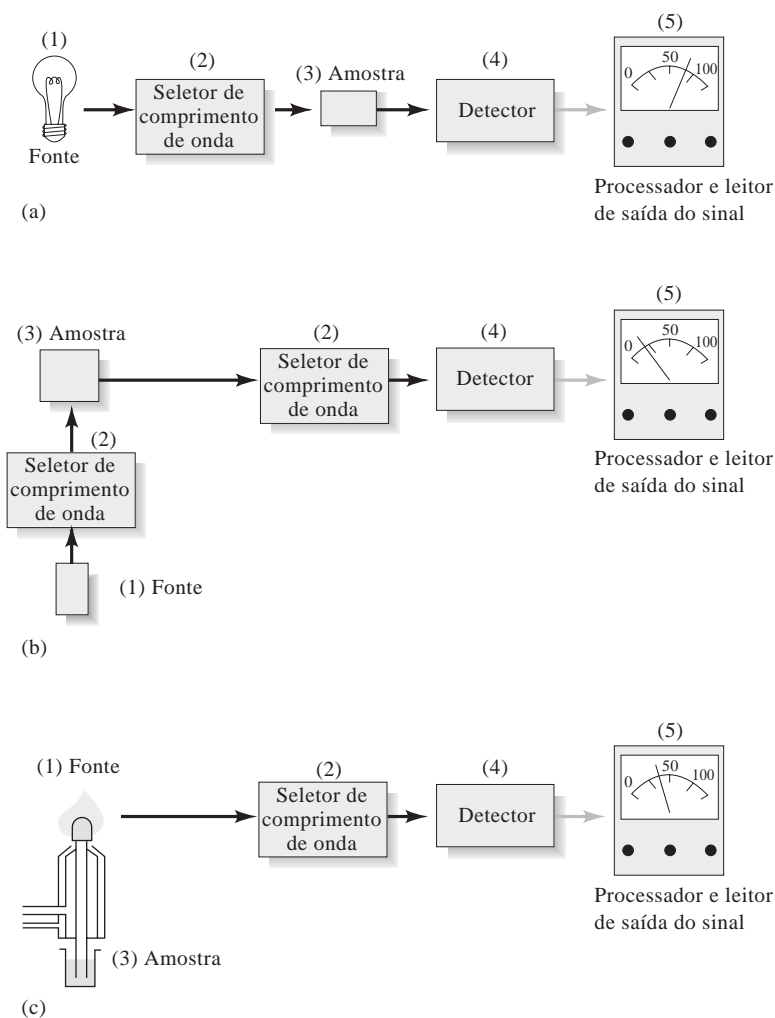 (1)
Fonte
(2)
Seletor de
comprimento
de onda
(3) Amostra
(4)
Detector
(5)
0 50 100
Processador e leitor
de saída do sinal
(a)
(3) Amostra
(2)
Seletor de
comprimento
de onda
(1) Fonte
(2)
Seletor de
comprimento
de onda
(4)
Detector
(5)
0 50 100
Processador e leitor
de saída do sinal
(b)
(1) Fonte
(3) Amostra
(2)
Seletor de
comprimento
de onda
(4)
Detector
(5)
0 50 100
Processador e leitor
de saída do sinal
(c)